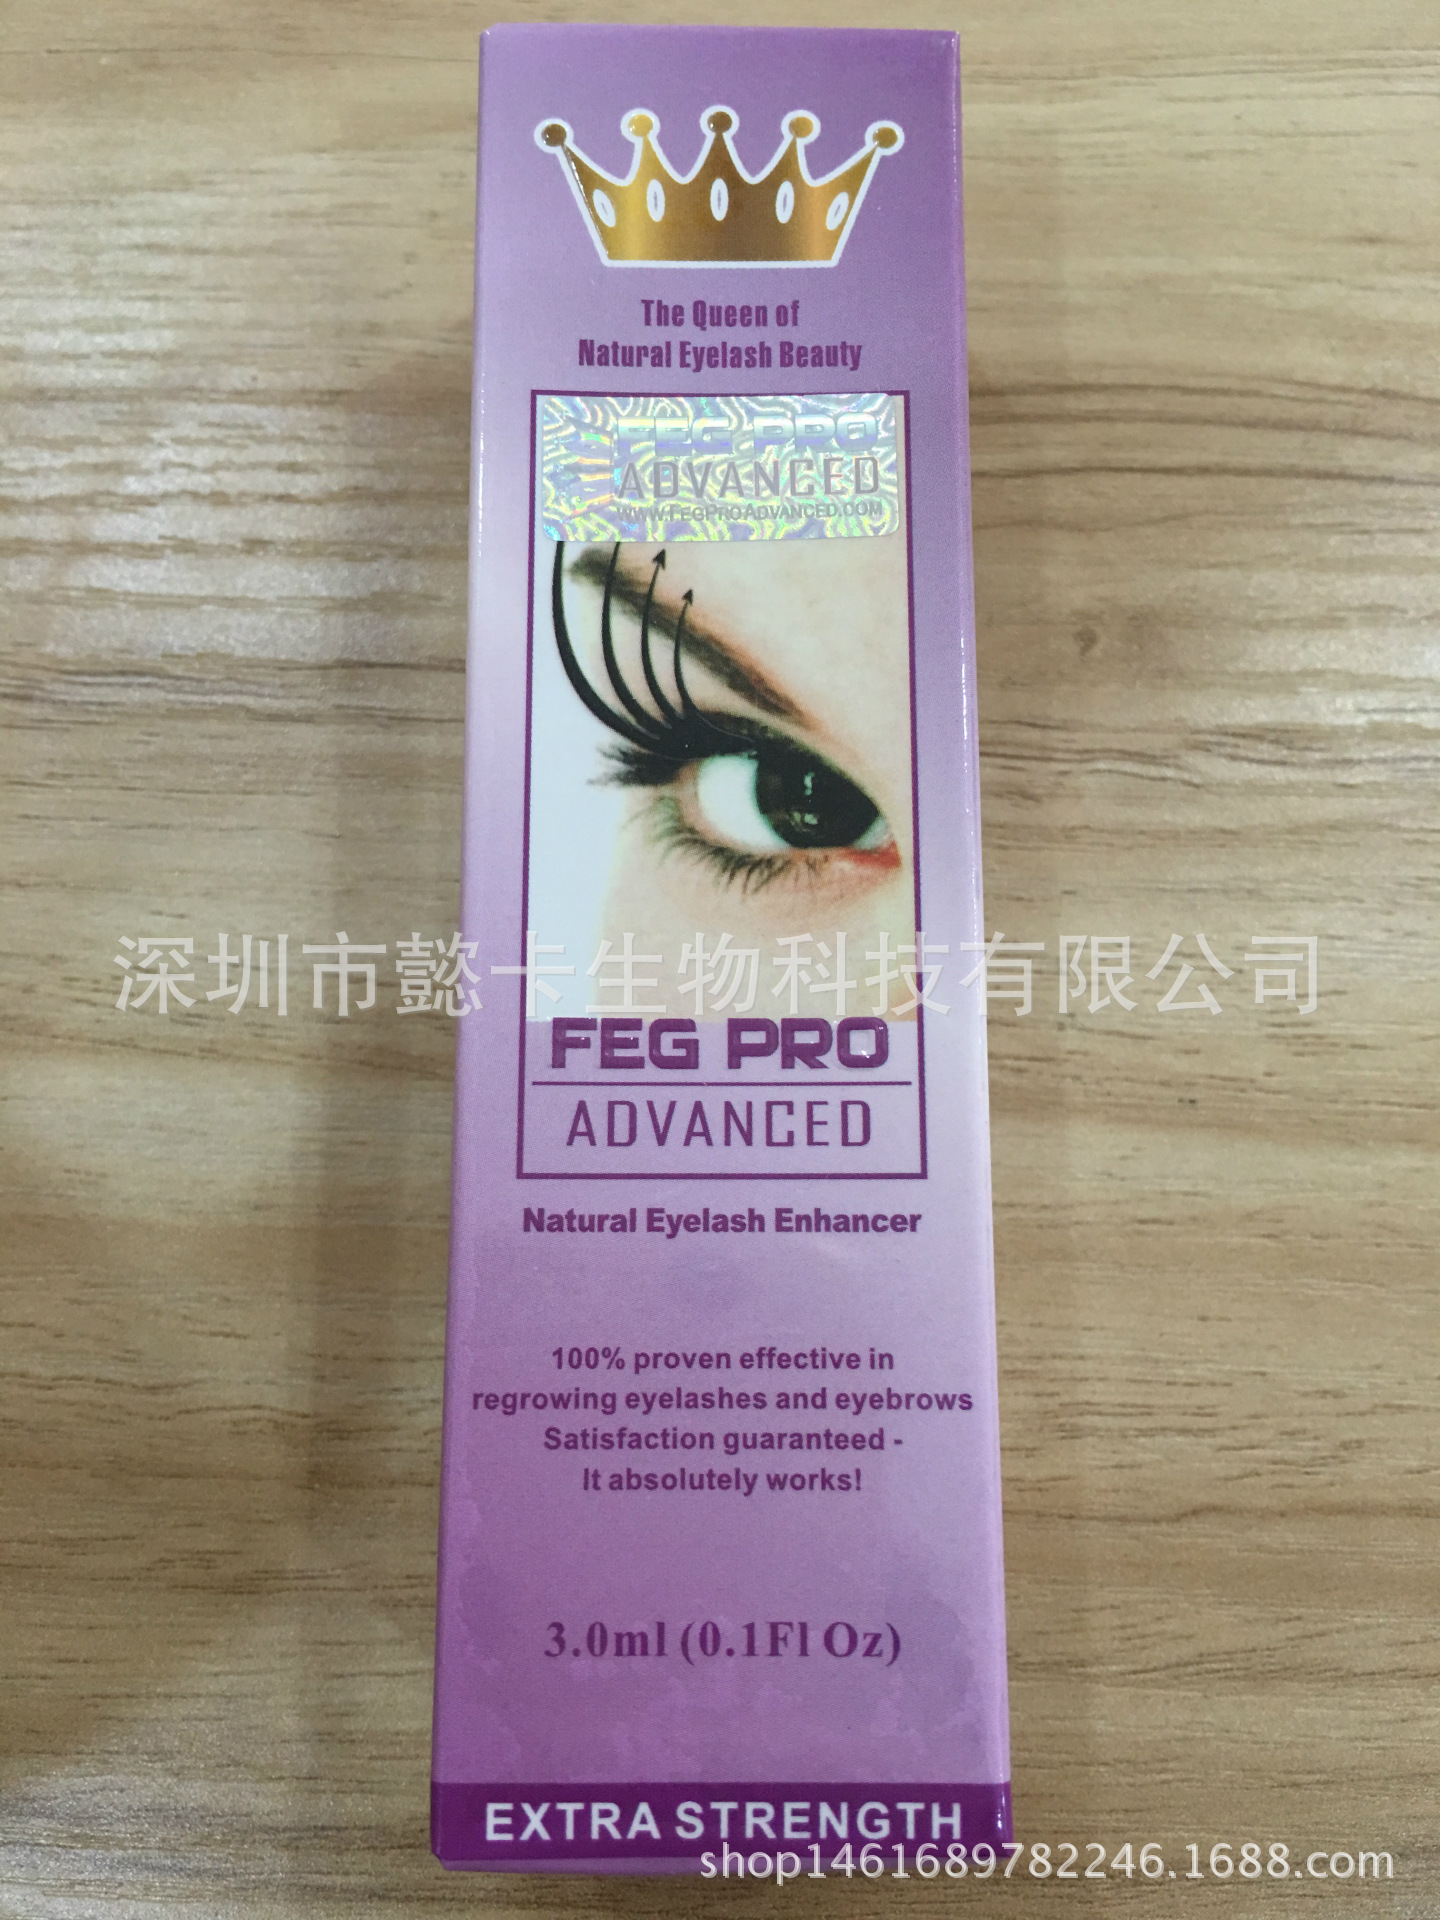 The Queen of
Natural Eyelash Beauty
FEG PRO
ADVANCED
WWW.FEGPROADVANCED.COM
深圳市懿卡生物科技有限公司
FEG PRO
ADVANCED
Natural Eyelash Enhancer
100% proven effective in
regrowing eyelashes and eyebrows
Satisfaction guaranteed -
It absolutely works!
3.0ml (0.1Fl Oz)
EXTRA STRENGTH
shop1461689782246.1688.com